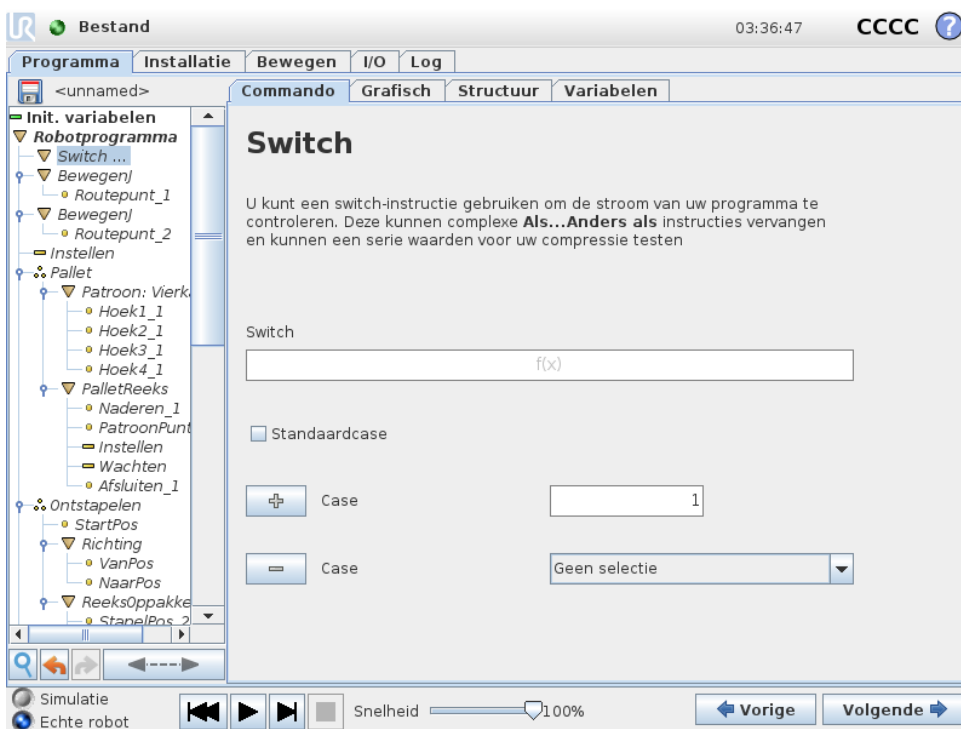 UR Bestand 03:36:47 CCCC ?
Programma Installatie Bewegen I/O Log
<unnamed>
Commando Grafisch Structuur Variabelen
Init. variabelen
Robotprogramma
Switch ...
BewegenJ
Routepunt_1
BewegenJ
Routepunt_2
Instellen
Pallet
Patroon: Vierk
Hoek1_1
Hoek2_1
Hoek3_1
Hoek4_1
PalletReeks
Naderen_1
PatroonPunt
Instellen
Wachten
Afsluiten_1
Ontstapelen
StartPos
Richting
VanPos
NaarPos
ReeksOppakke
StapelPos_2
Switch
U kunt een switch-instructie gebruiken om de stroom van uw programma te
controleren. Deze kunnen complexe Als...Anders als instructies vervangen
en kunnen een serie waarden voor uw compressie testen
Switch
f(x)
Standaardcase
Case 1
Case Geen selectie
Simulatie
Echte robot
Snelheid 100%
Vorige Volgende